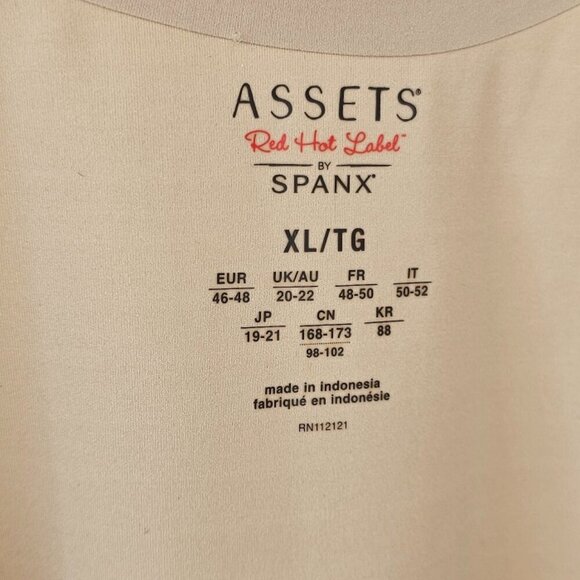 ASSETS®
Red Hot Label™
BY
SPANX®
XL/TG
EUR UK/AU FR IT
46-48 20-22 48-50 50-52
JP CN KR
19-21 168-173 88
98-102
made in indonesia
fabriqué en indonésie
RN112121